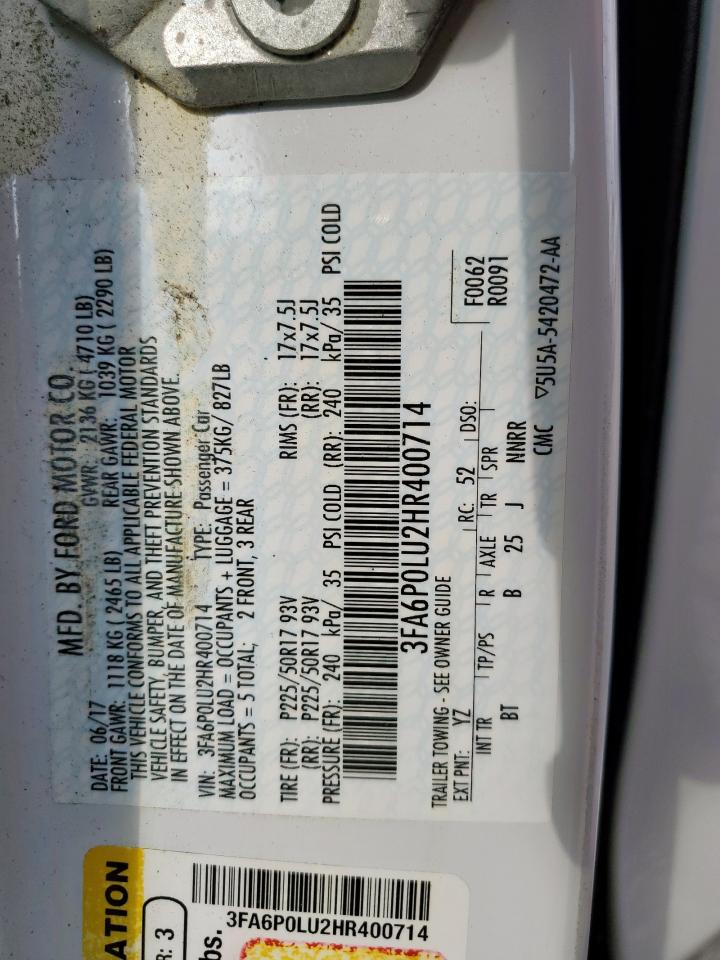 MFD. BY FORD MOTOR CO.
DATE: 06/17 GVWR: 2136 KG ( 4710 LB)
FRONT GAWR: 1118 KG ( 2465 LB) REAR GAWR: 1039 KG ( 2290 LB)
THIS VEHICLE CONFORMS TO ALL APPLICABLE FEDERAL MOTOR
VEHICLE SAFETY, BUMPER, AND THEFT PREVENTION STANDARDS
IN EFFECT ON THE DATE OF MANUFACTURE SHOWN ABOVE.
VIN: 3FA6P0LU2HR400714 TYPE: Passenger Car
MAXIMUM LOAD = OCCUPANTS + LUGGAGE = 375KG/ 827LB
OCCUPANTS = 5 TOTAL, 2 FRONT, 3 REAR
TIRE (FR): P225/50R17 93V RIMS (FR): 17x7.5J
(RR): P225/50R17 93V (RR): 17x7.5J
PRESSURE (FR): 240 kPa/ 35 PSI COLD (RR): 240 kPa/ 35 PSI COLD
3FA6P0LU2HR400714
TRAILER TOWING - SEE OWNER GUIDE F0062
EXT PNT: YZ RC: 52 DSO: R0091
INT TR TP/PS R AXLE TR SPR
BT B 25 J NNRR
CMC ▽5U5A-5420472-AA
ATION
R: 3
bs.
3FA6P0LU2HR400714